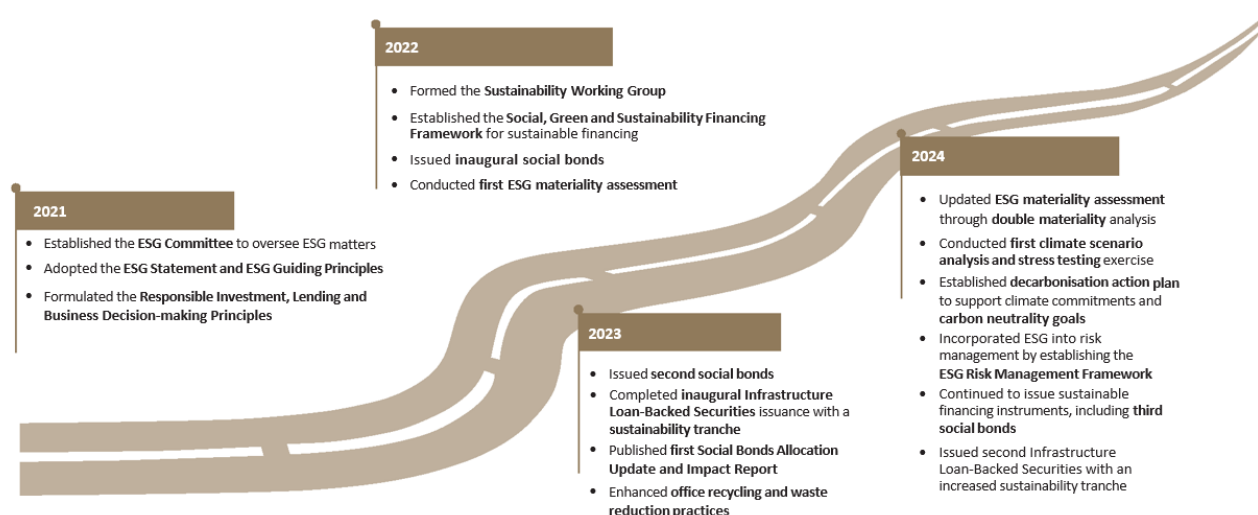 2021
• Established the ESG Committee to oversee ESG matters
• Adopted the ESG Statement and ESG Guiding Principles
• Formulated the Responsible Investment, Lending and
Business Decision-making Principles
2022
• Formed the Sustainability Working Group
• Established the Social, Green and Sustainability Financing
Framework for sustainable financing
• Issued inaugural social bonds
• Conducted first ESG materiality assessment
2023
• Issued second social bonds
• Completed inaugural Infrastructure
Loan-Backed Securities issuance with a
sustainability tranche
• Published first Social Bonds Allocation
Update and Impact Report
• Enhanced office recycling and waste
reduction practices
2024
• Updated ESG materiality assessment
through double materiality analysis
• Conducted first climate scenario
analysis and stress testing exercise
• Established decarbonisation action plan
to support climate commitments and
carbon neutrality goals
• Incorporated ESG into risk
management by establishing the
ESG Risk Management Framework
• Continued to issue sustainable
financing instruments, including third
social bonds
• Issued second Infrastructure
Loan-Backed Securities with an
increased sustainability tranche